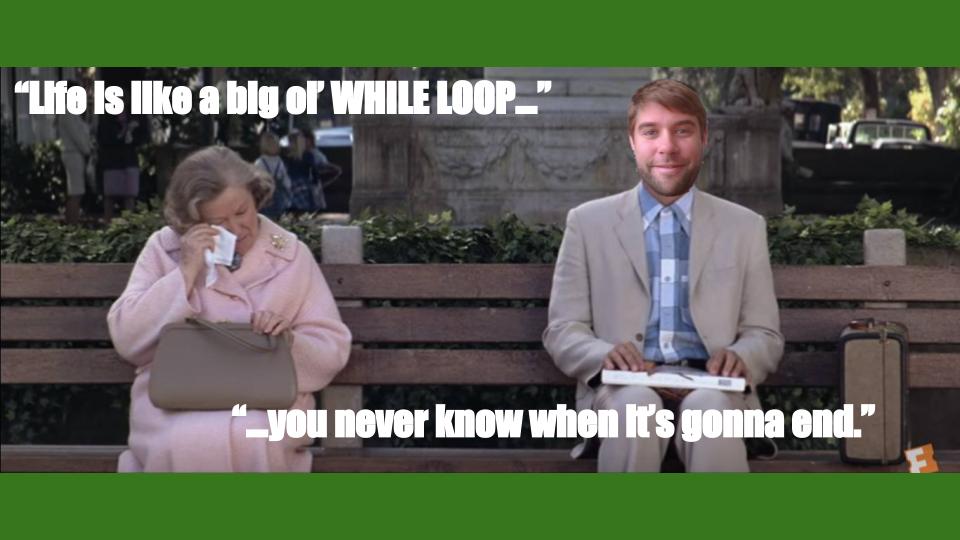 “Life is like a big ol’ WHILE LOOP...”
“...you never know when it’s gonna end.”